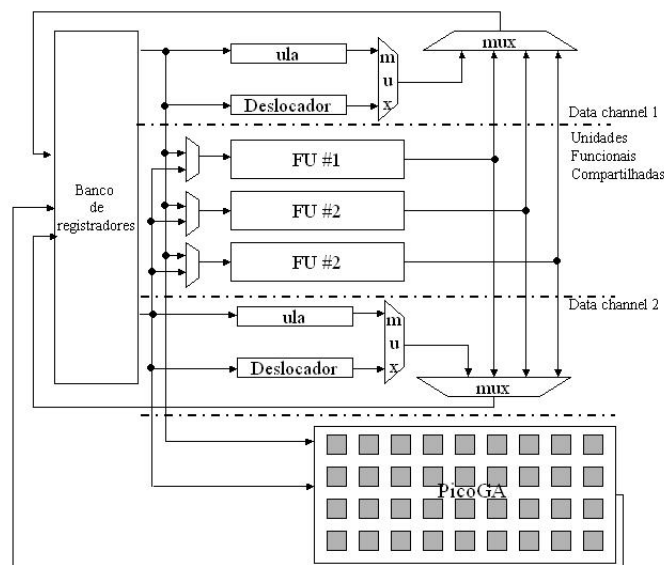 mux
ula
m
u
x
Deslocador
Data channel 1
Unidades
Funcionais
Compartilhadas
FU #1
Banco
de
registradores
FU #2
FU #2
Data channel 2
ula
m
u
x
Deslocador
mux
PicoGA